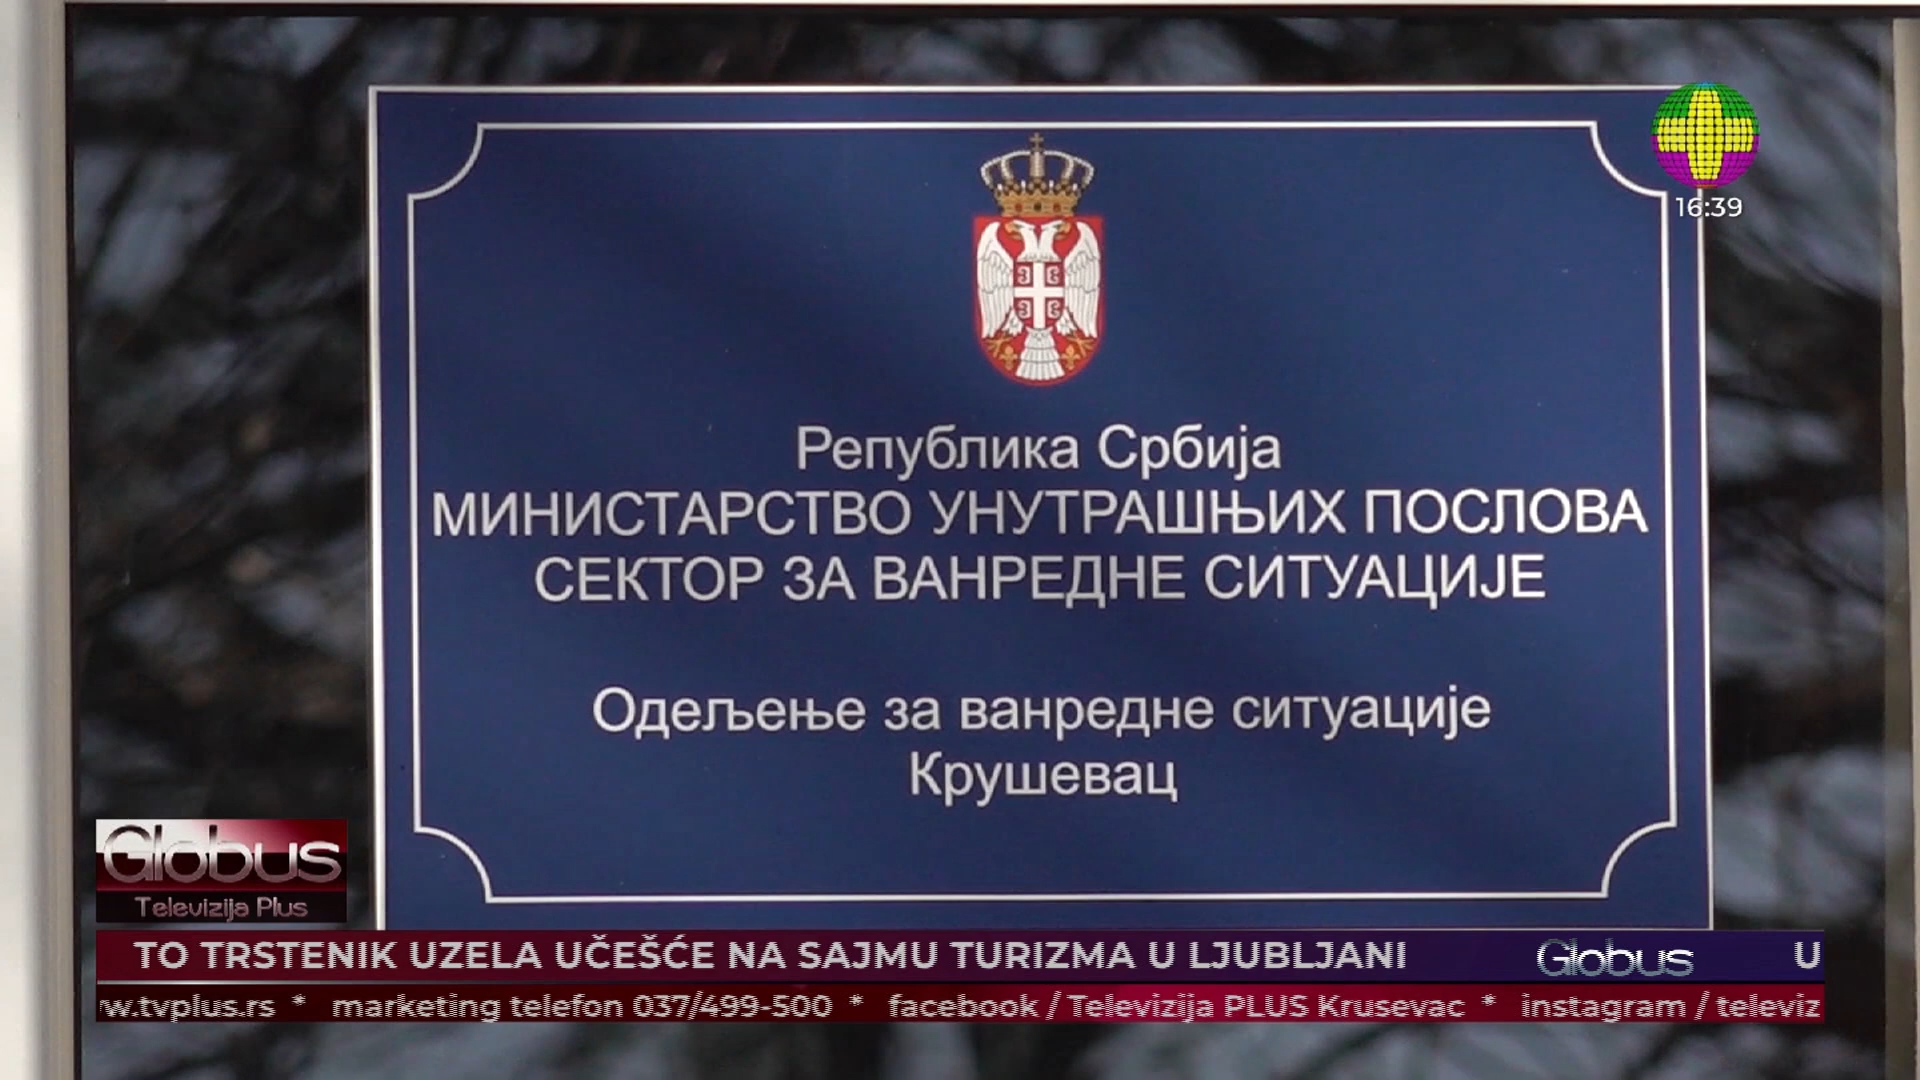 16:39
Република Србија
МИНИСТАРСТВО УНУТРАШЊИХ ПОСЛОВА
СЕКТОР ЗА ВАНРЕДНЕ СИТУАЦИЈЕ
Одељење за ванредне ситуације
Крушевац
Globus
Televizija Plus
TO TRSTENIK UZELA UČEŠĆE NA SAJMU TURIZMA U LJUBLJANI Globus U
w.tvplus.rs * marketing telefon 037/499-500 * facebook / Televizija PLUS Krusevac * instagram / televiz